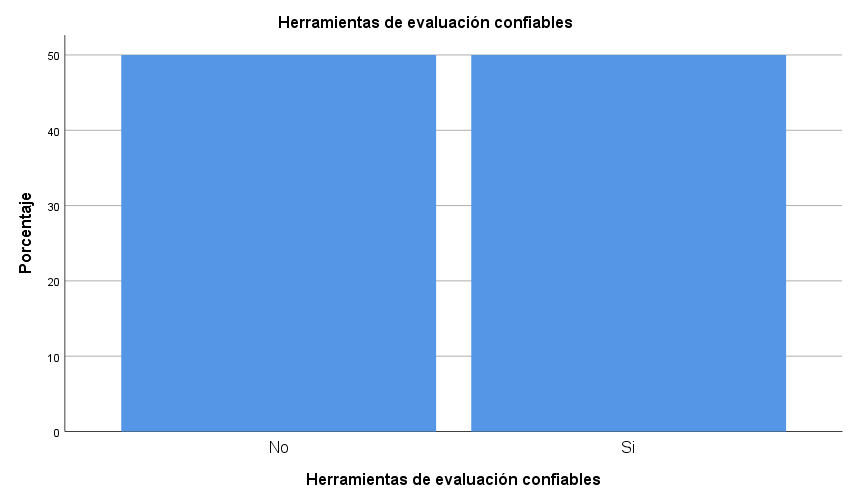 Herramientas de evaluación confiables
50
40
30
20
10
0
Porcentaje
No Si
Herramientas de evaluación confiables